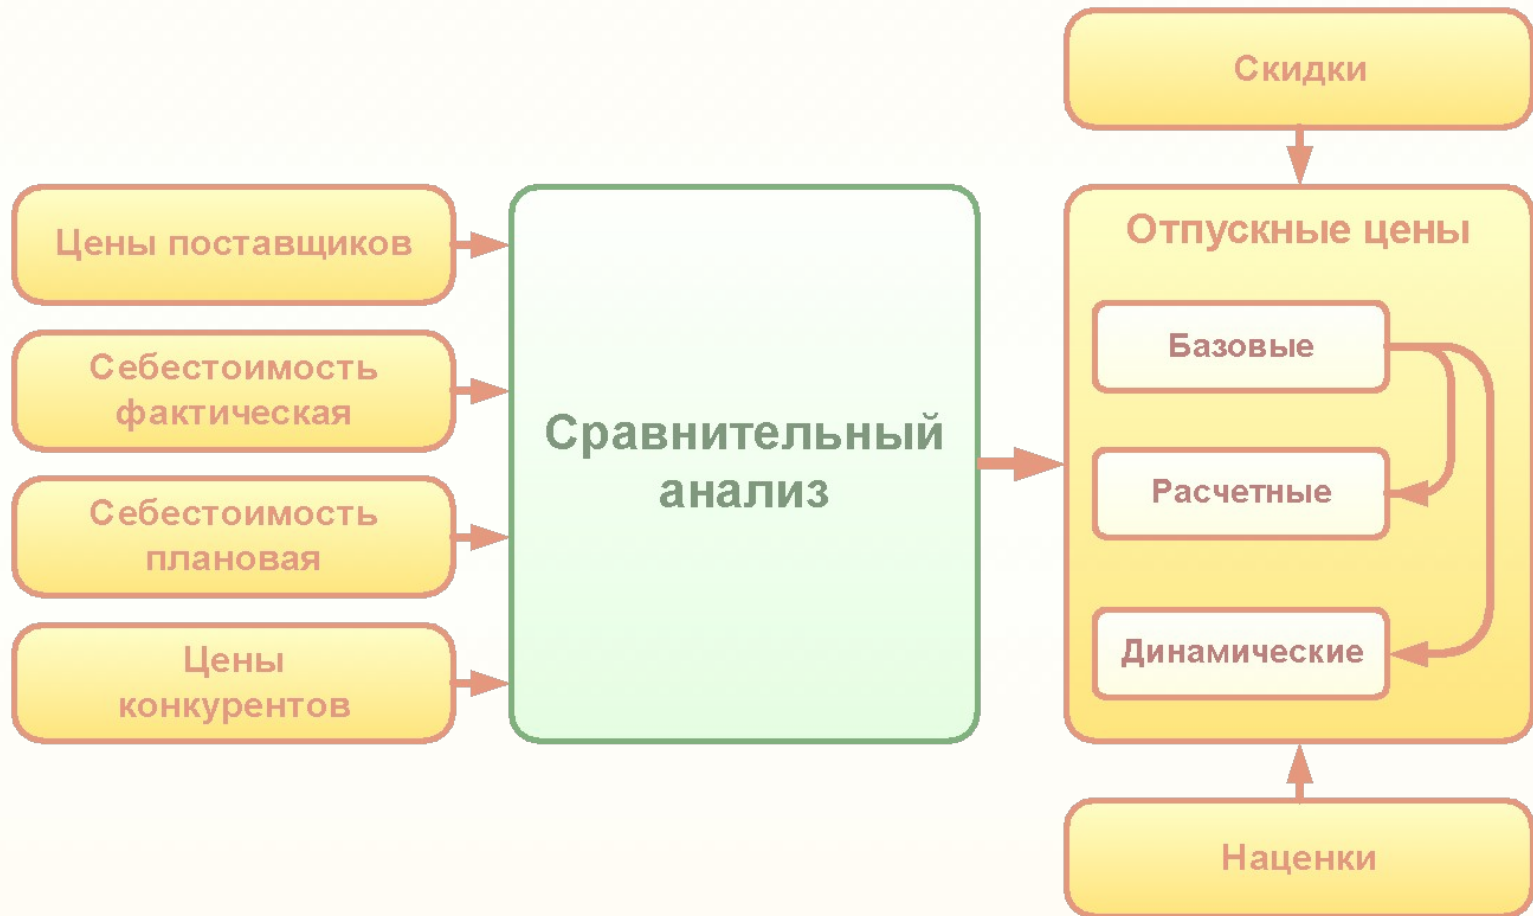 Скидки
Цены поставщиков
Себестоимость
фактическая
Себестоимость
плановая
Цены
конкурентов
Сравнительный
анализ
Отпускные цены
Базовые
Расчетные
Динамические
Наценки